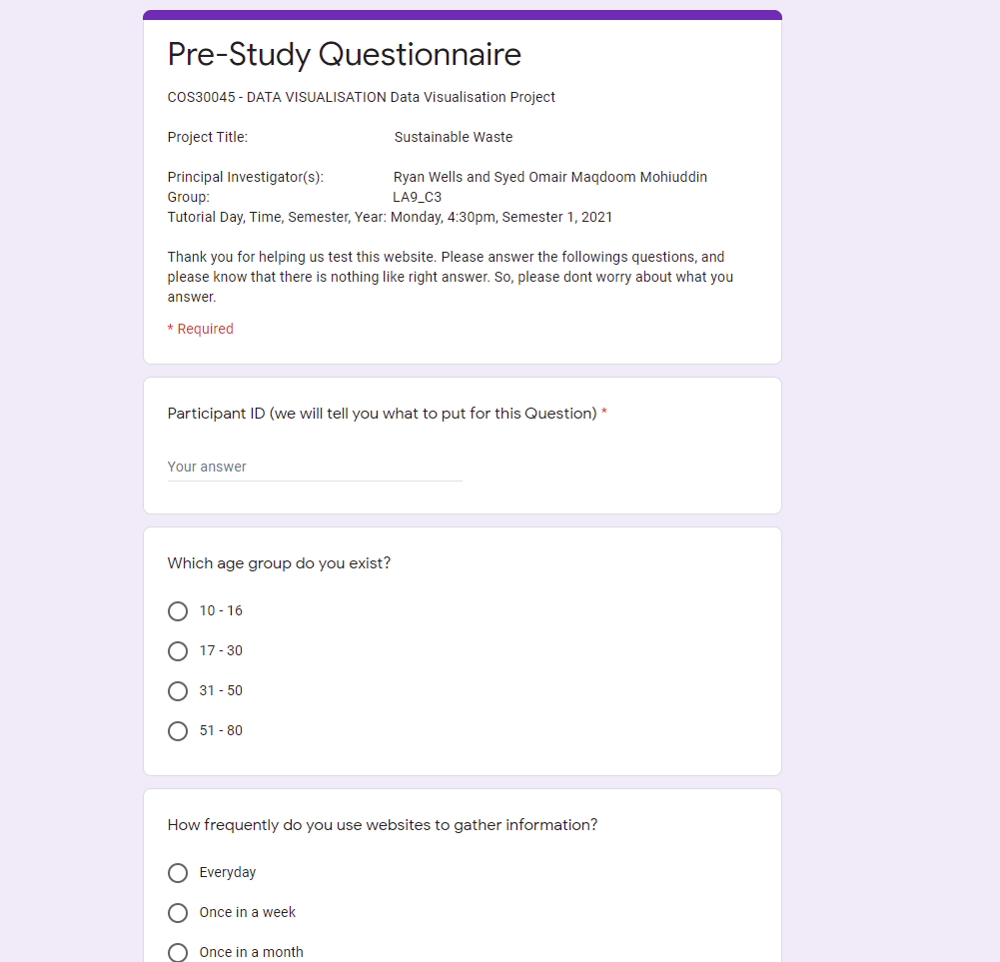 Pre-Study Questionnaire
COS30045 - DATA VISUALISATION Data Visualisation Project
Project Title: Sustainable Waste
Principal Investigator(s): Ryan Wells and Syed Omair Maqdoom Mohiuddin
Group: LA9_C3
Tutorial Day, Time, Semester, Year: Monday, 4:30pm, Semester 1, 2021
Thank you for helping us test this website. Please answer the followings questions, and
please know that there is nothing like right answer. So, please dont worry about what you
answer.
* Required
Participant ID (we will tell you what to put for this Question) *
Your answer
Which age group do you exist?
10 - 16
17 - 30
31 - 50
51 - 80
How frequently do you use websites to gather information?
Everyday
Once in a week
Once in a month